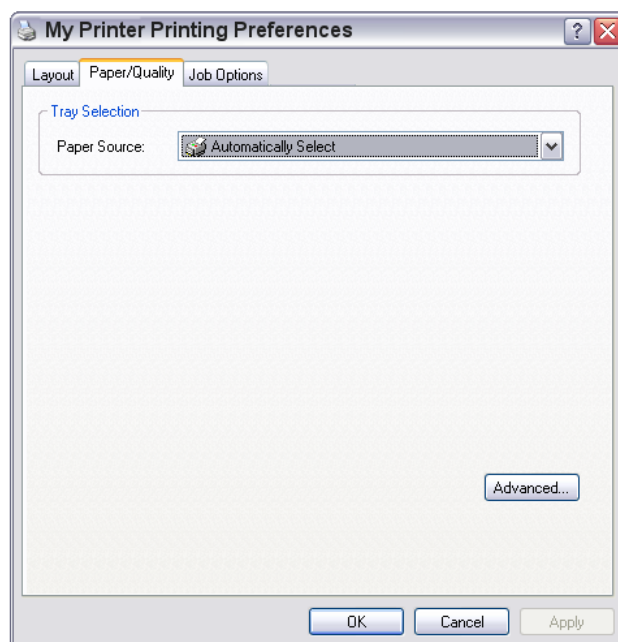 My Printer Printing Preferences
Layout Paper/Quality Job Options
Tray Selection
Paper Source: Automatically Select
Advanced...
OK Cancel Apply